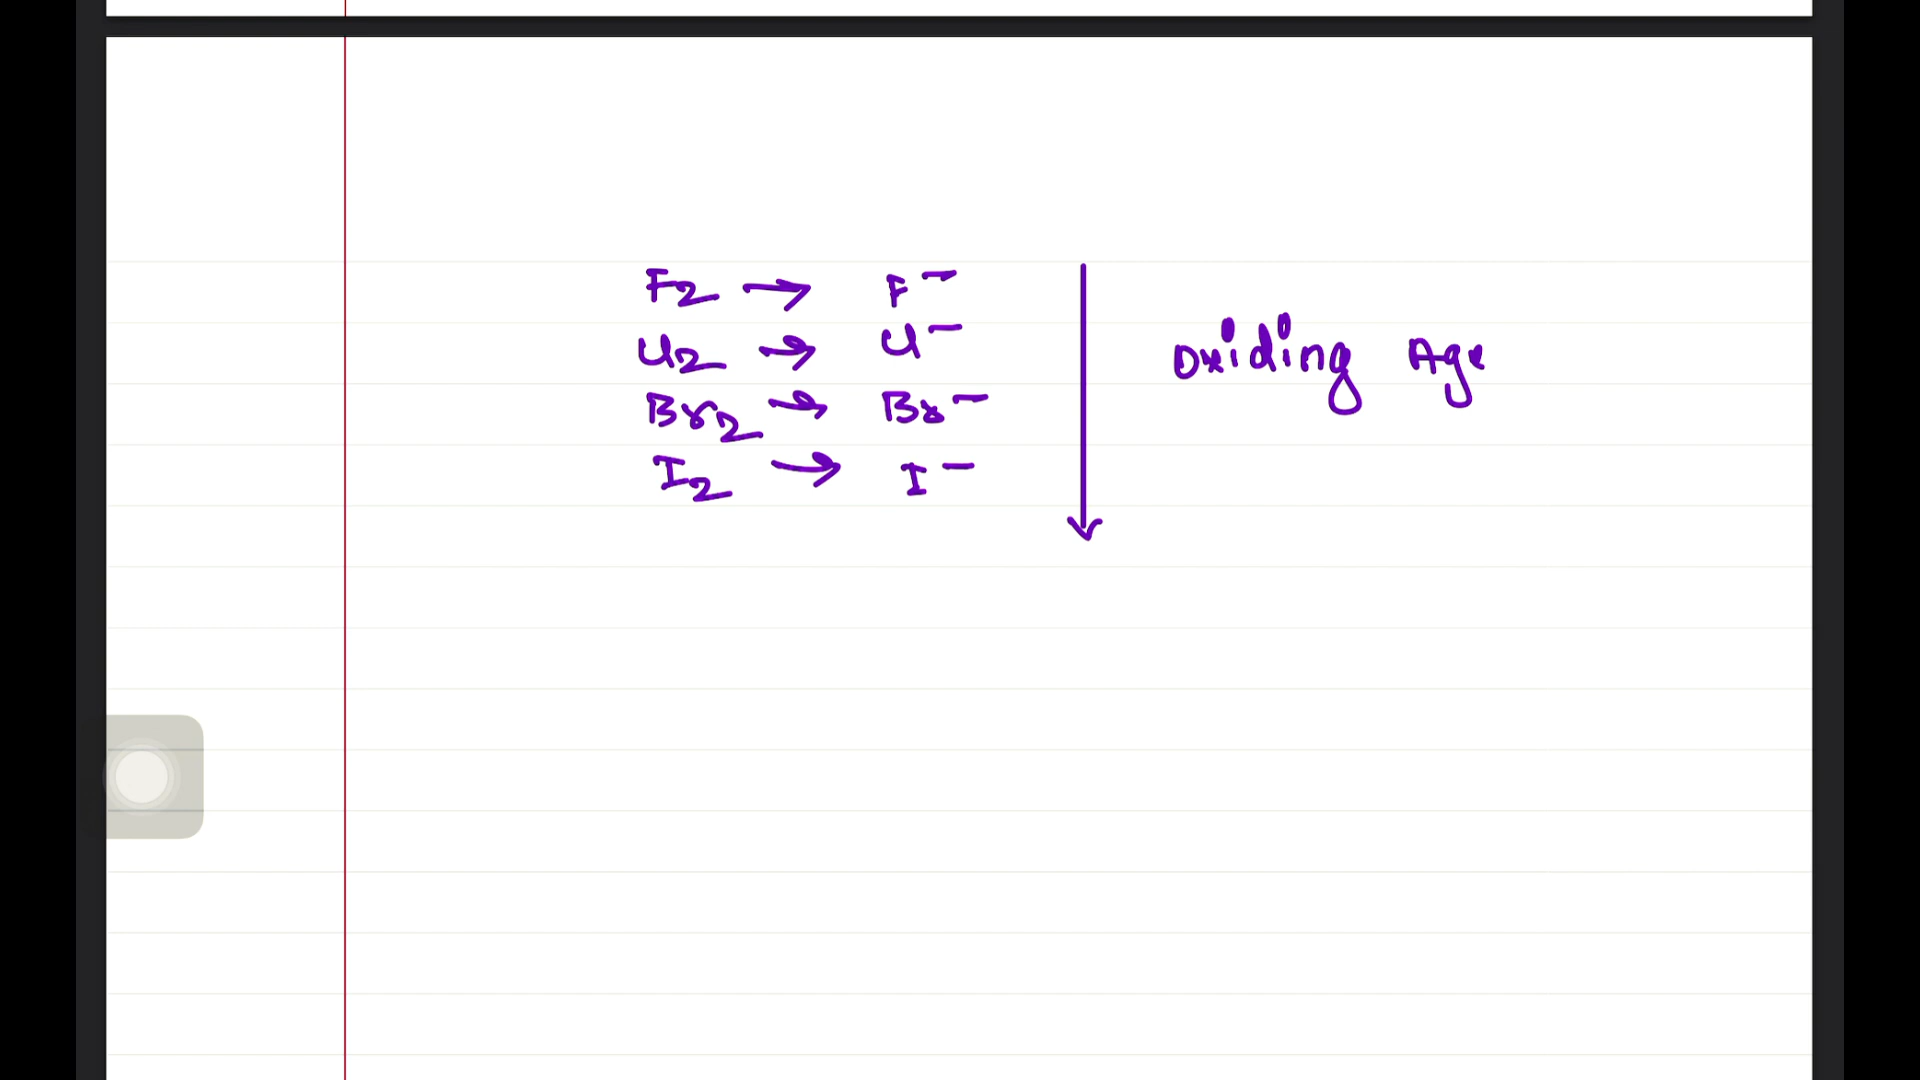 F2 → F⁻
Cl2 → Cl⁻
Br2 → Br⁻
I2 → I⁻
Oxiding Age